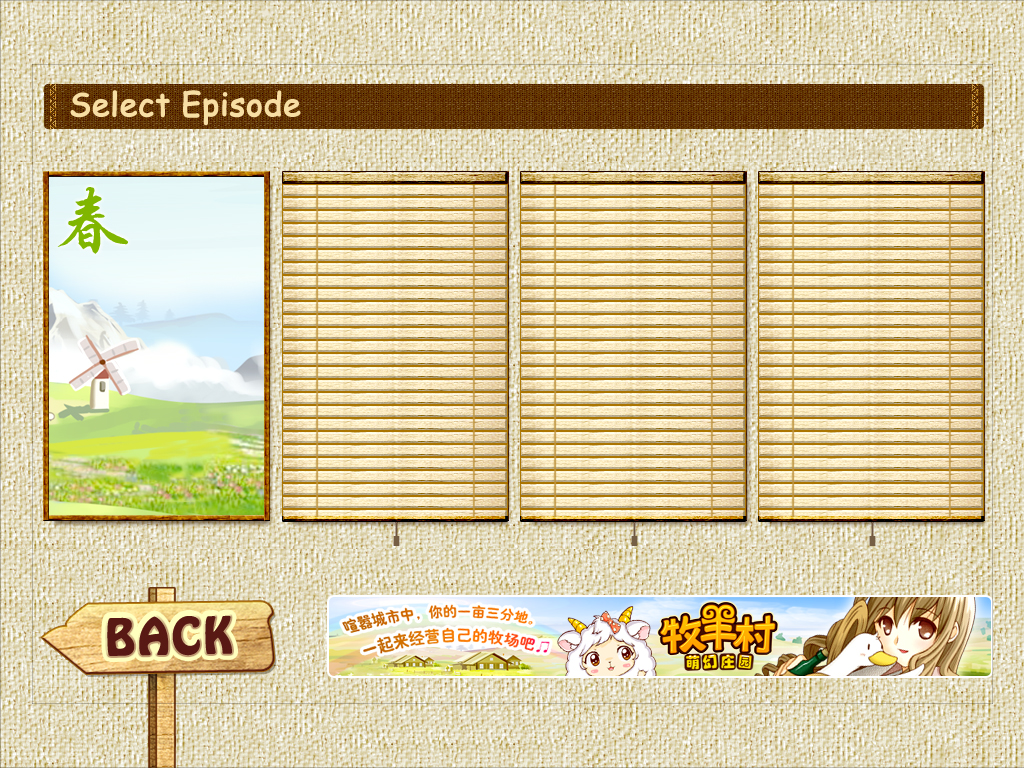 Select Episode
春
BACK
喧嚣城市中，你的一亩三分地，
一起来经营自己的牧场吧♫
牧羊村
萌幻庄园